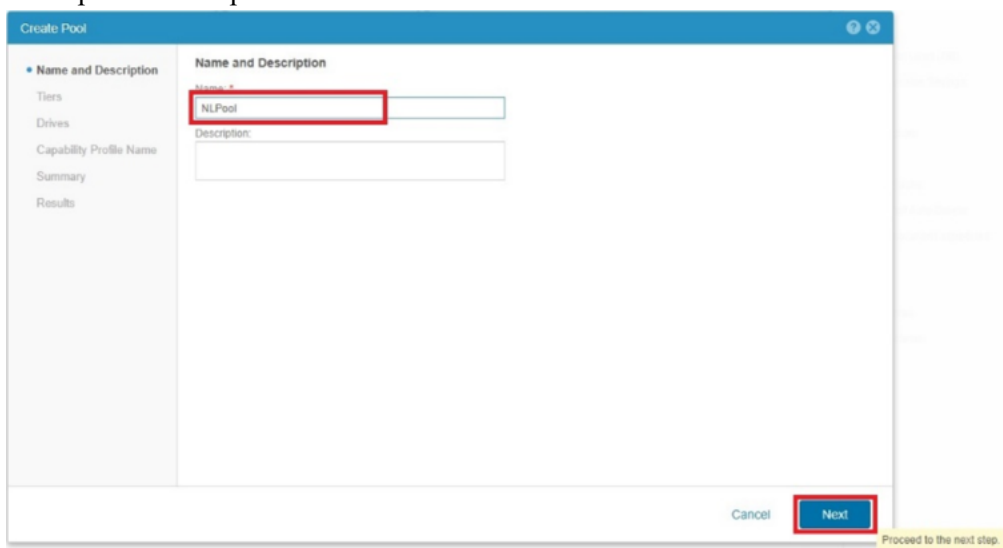 Create Pool
Name and Description
Tiers
Drives
Capability Profile Name
Summary
Results
Name and Description
Name: *
NLPool
Description:
Cancel
Next
Proceed to the next step.